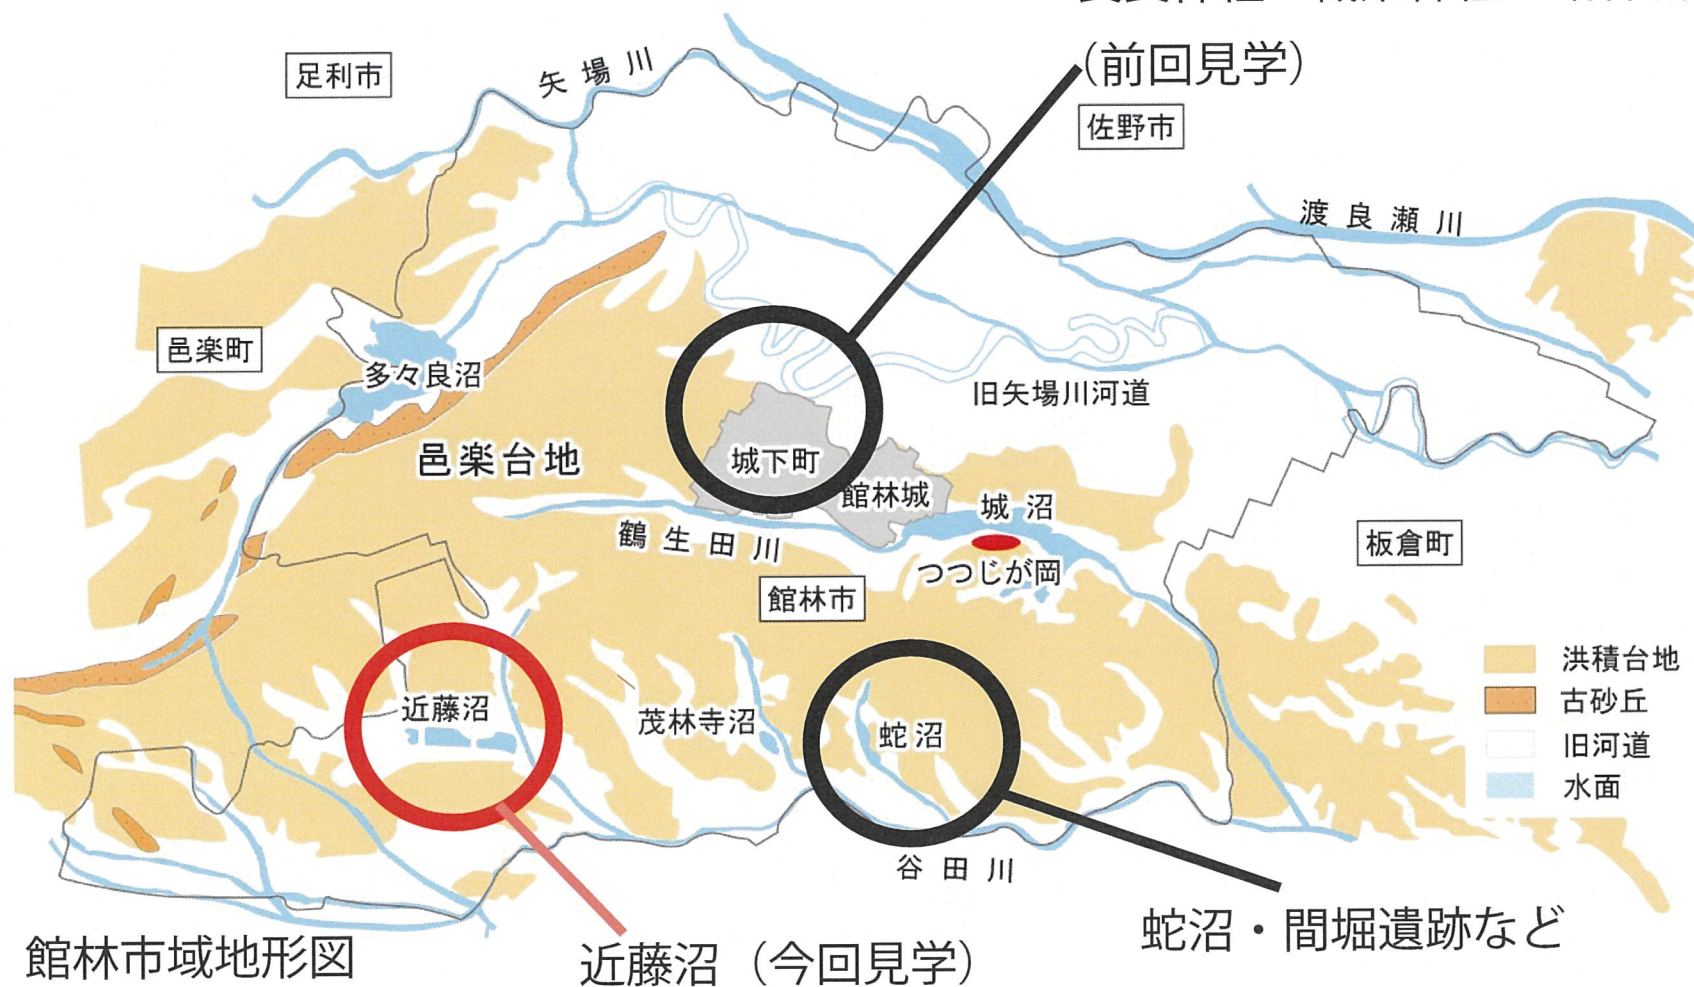 (前回見学)
足利市
矢場川
佐野市
渡良瀬川
邑楽町
多々良沼
旧矢場川河道
邑楽台地
城下町
館林城
城沼
鶴生田川
つつじが岡
板倉町
館林市
近藤沼
茂林寺沼
蛇沼
洪積台地
古砂丘
旧河道
水面
谷田川
館林市域地形図
近藤沼(今回見学)
蛇沼・間堀遺跡など